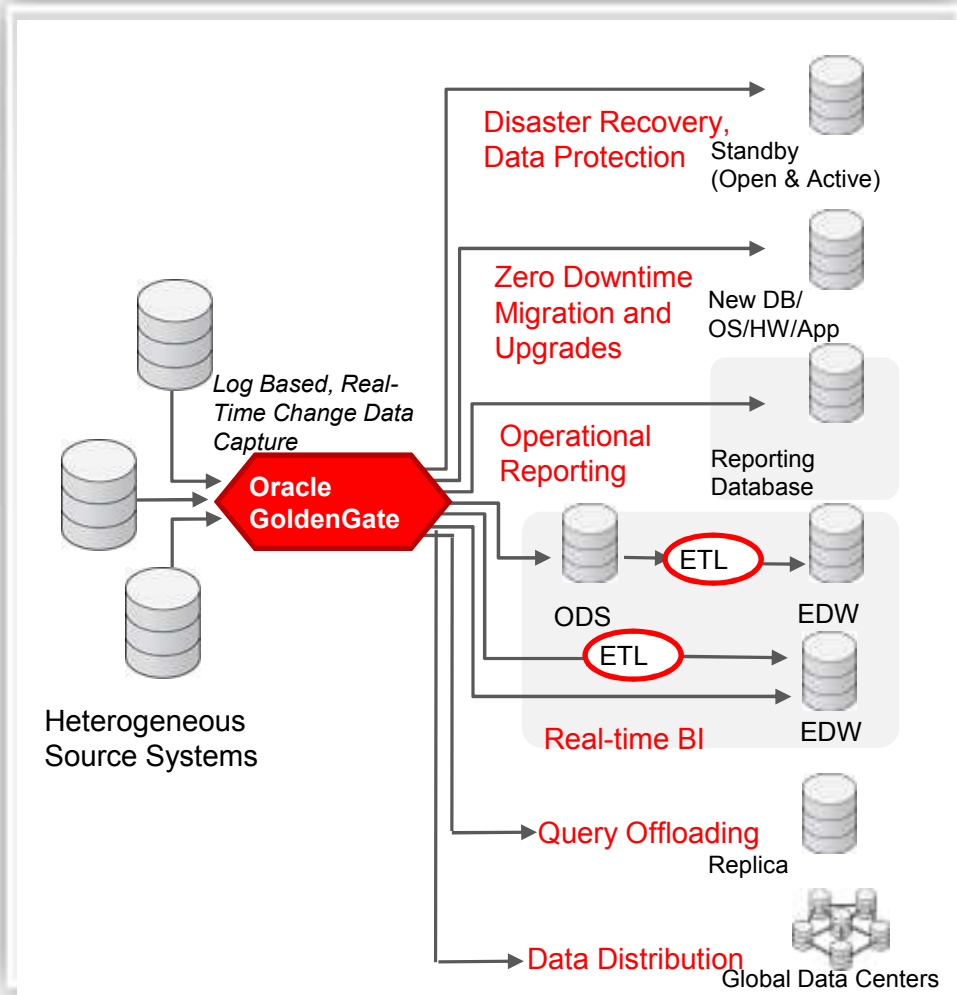 Disaster Recovery,
Data Protection
Standby
(Open & Active)
Zero Downtime
Migration and
Upgrades
New DB/
OS/HW/App
Log Based, Real-
Time Change Data
Capture
Oracle
GoldenGate
Operational
Reporting
Reporting
Database
ETL
ODS
EDW
ETL
Heterogeneous
Source Systems
Real-time BI
EDW
Query Offloading
Replica
Data Distribution
Global Data Centers